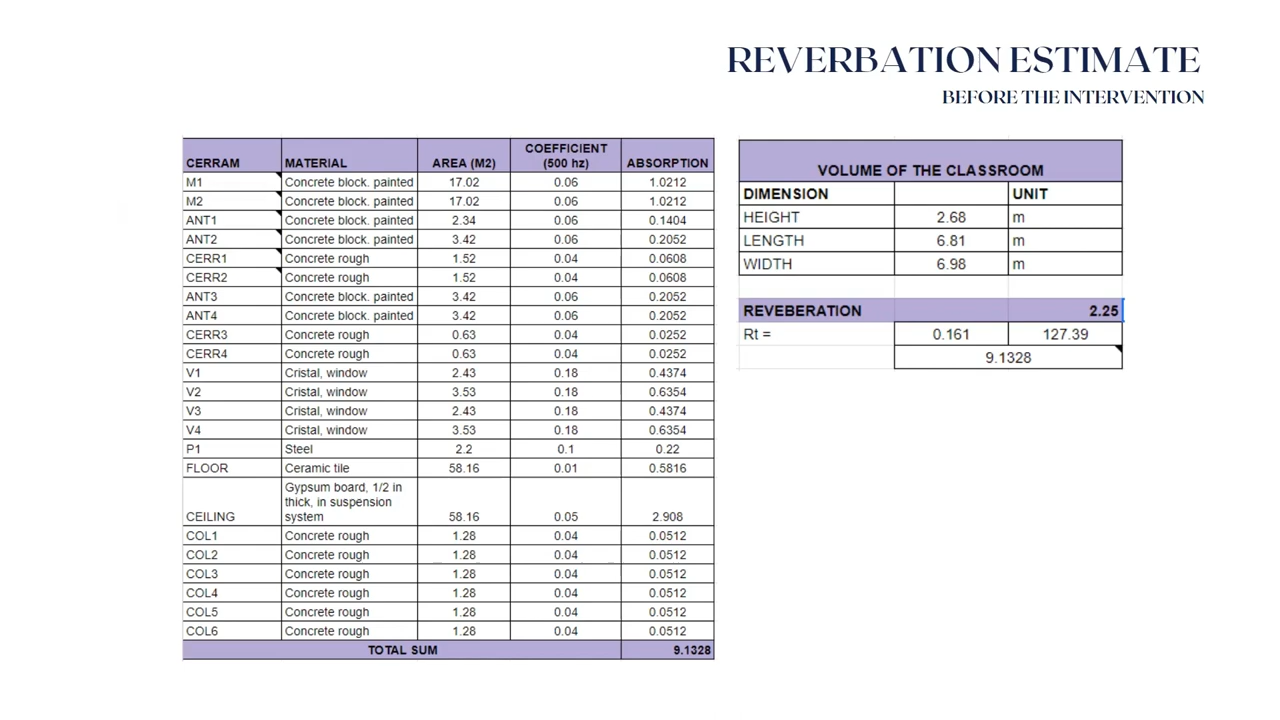 REVERBATION ESTIMATE
BEFORE THE INTERVENTION
CERRAM MATERIAL AREA (M2) COEFFICIENT (500 hz) ABSORPTION
M1 Concrete block. painted 17.02 0.06 1.0212
M2 Concrete block. painted 17.02 0.06 1.0212
ANT1 Concrete block. painted 2.34 0.06 0.1404
ANT2 Concrete block. painted 3.42 0.06 0.2052
CERR1 Concrete rough 1.52 0.04 0.0608
CERR2 Concrete rough 1.52 0.04 0.0608
ANT3 Concrete block. painted 3.42 0.06 0.2052
ANT4 Concrete block. painted 3.42 0.06 0.2052
CERR3 Concrete rough 0.63 0.04 0.0252
CERR4 Concrete rough 0.63 0.04 0.0252
V1 Cristal, window 2.43 0.18 0.4374
V2 Cristal, window 3.53 0.18 0.6354
V3 Cristal, window 2.43 0.18 0.4374
V4 Cristal, window 3.53 0.18 0.6354
P1 Steel 2.2 0.1 0.22
FLOOR Ceramic tile 58.16 0.01 0.5816
Gypsum board, 1/2 in
thick, in suspension
CEILING system 58.16 0.05 2.908
COL1 Concrete rough 1.28 0.04 0.0512
COL2 Concrete rough 1.28 0.04 0.0512
COL3 Concrete rough 1.28 0.04 0.0512
COL4 Concrete rough 1.28 0.04 0.0512
COL5 Concrete rough 1.28 0.04 0.0512
COL6 Concrete rough 1.28 0.04 0.0512
TOTAL SUM 9.1328
VOLUME OF THE CLASSROOM
DIMENSION UNIT
HEIGHT 2.68 m
LENGTH 6.81 m
WIDTH 6.98 m
REVEBERATION 2.25
Rt = 0.161 127.39
9.1328